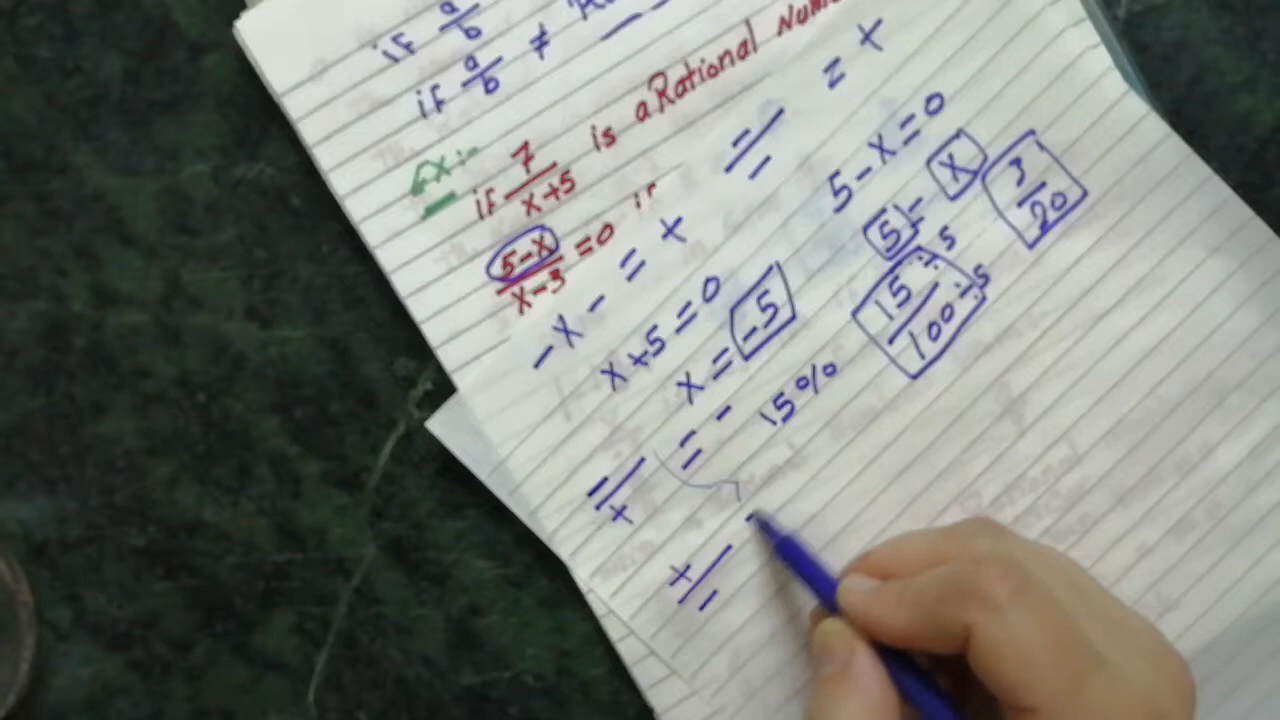 if a/b
if a/b ≠
Ex:-
if 7/(x+5) is a Rational
(5-x)/(x-3) = 0 if
-/- = +
- x - = +
5 - x = 0
5 = x
x + 5 = 0
x = -5
15% 15÷5/100÷5 3/20
-/+ = -
+/- -